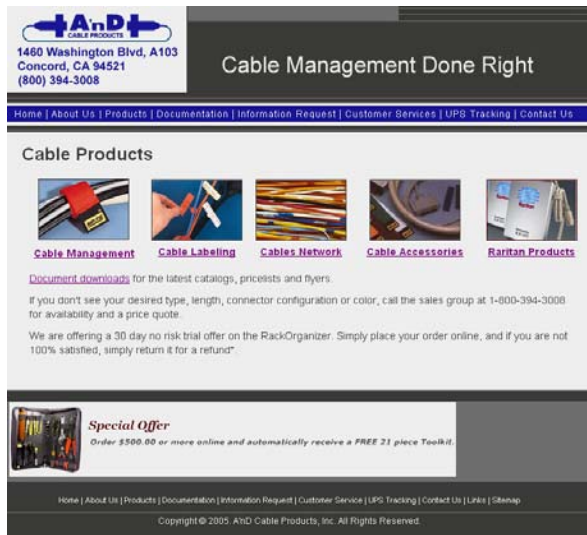 A'nD
CABLE PRODUCTS
1460 Washington Blvd, A103
Concord, CA 94521
(800) 394-3008
Cable Management Done Right
Home | About Us | Products | Documentation | Information Request | Customer Services | UPS Tracking | Contact Us
Cable Products
Cable Management
Cable Labeling
Cables Network
Cable Accessories
Raritan Products
Document downloads for the latest catalogs, pricelists and flyers.
If you don't see your desired type, length, connector configuration or color, call the sales group at 1-800-394-3008
for availability and a price quote.
We are offering a 30 day no risk trial offer on the RackOrganizer. Simply place your order online, and if you are not
100% satisfied, simply return it for a refund*.
Special Offer
Order $500.00 or more online and automatically receive a FREE 21 piece Toolkit.
Home | About Us | Products | Documentation | Information Request | Customer Service | UPS Tracking | Contact Us | Links | Sitemap
Copyright © 2005. A'nD Cable Products, Inc. All Rights Reserved.